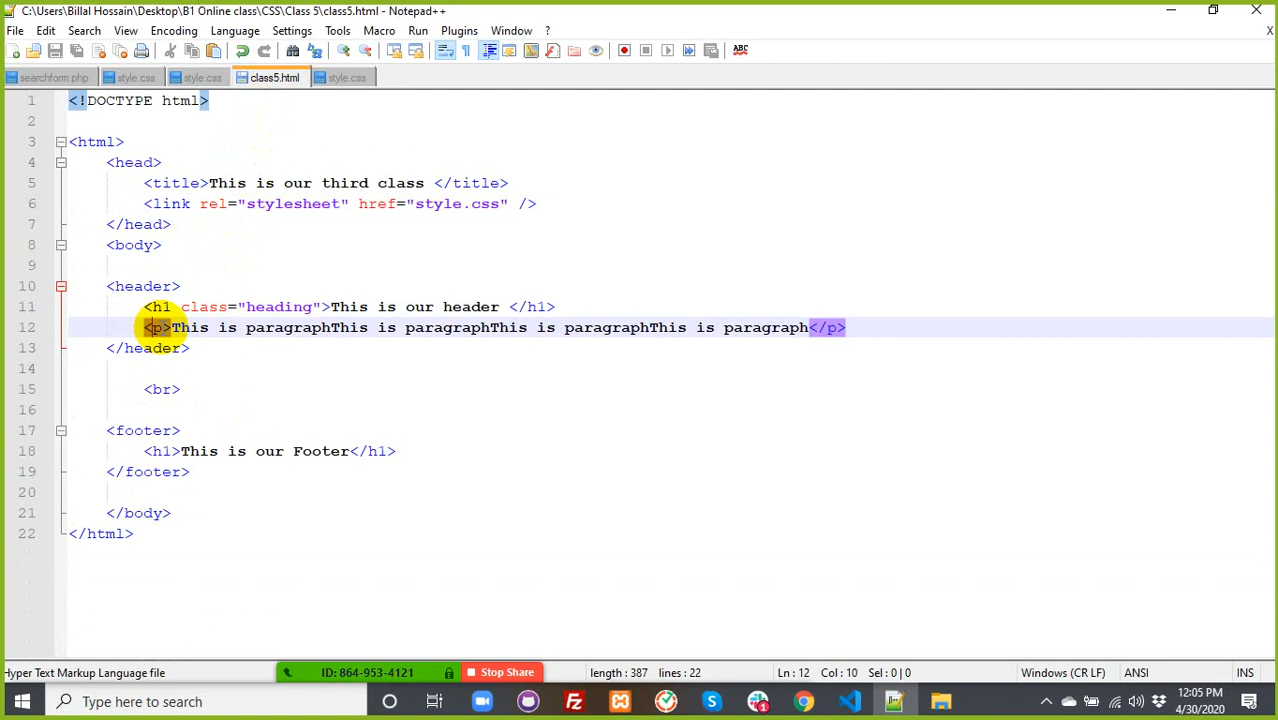 C:\Users\Billal Hossain\Desktop\B1 Online class\CSS\Class 5\class5.html - Notepad++
File Edit Search View Encoding Language Settings Tools Macro Run Plugins Window ? X
ABC
searchform.php style.css style.css class5.html style.css
1 <!DOCTYPE html>
2
3 <html>
4 <head>
5 <title>This is our third class </title>
6 <link rel="stylesheet" href="style.css" />
7 </head>
8 <body>
9
10 <header>
11 <h1 class="heading">This is our header </h1>
12 <p>This is paragraphThis is paragraphThis is paragraphThis is paragraph</p>
13 </header>
14
15 <br>
16
17 <footer>
18 <h1>This is our Footer</h1>
19 </footer>
20
21 </body>
22 </html>
Hyper Text Markup Language file ID: 864-953-4121 Stop Share length : 387 lines : 22 Ln : 12 Col : 10 Sel : 0 | 0 Windows (CR LF) ANSI INS
Type here to search
12:05 PM
4/30/2020